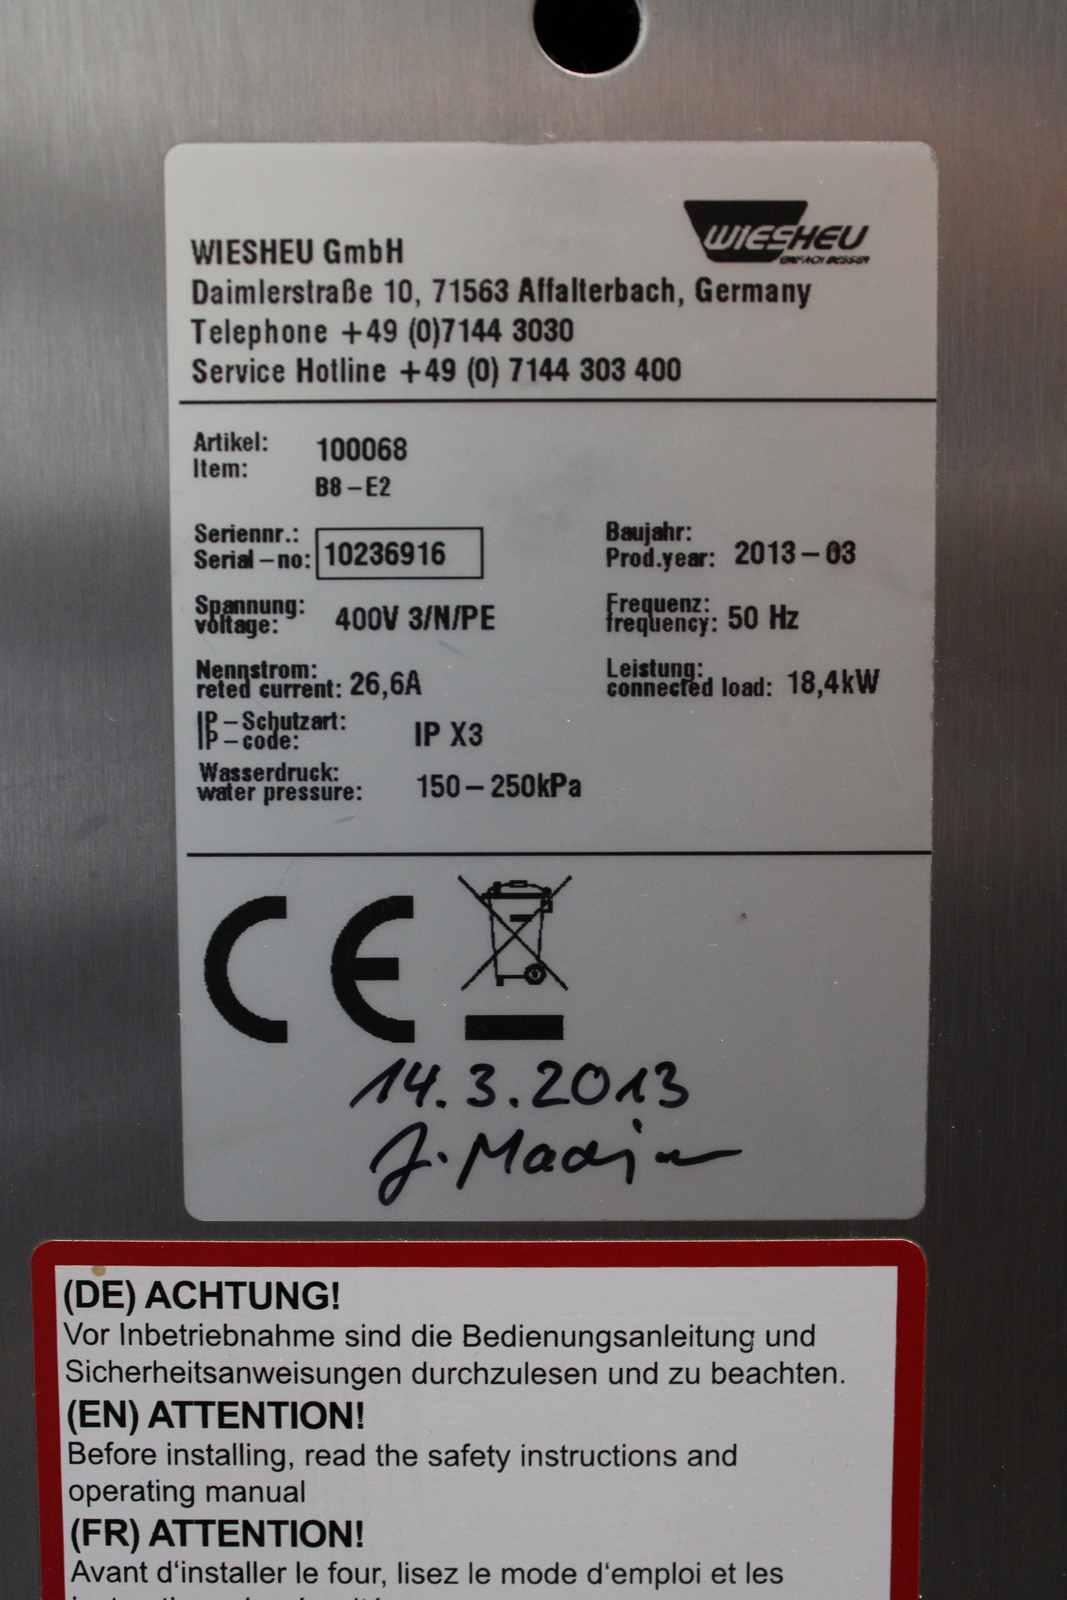 WIESHEU
EINFACH BESSER
WIESHEU GmbH
Daimlerstraße 10, 71563 Affalterbach, Germany
Telephone +49 (0)7144 3030
Service Hotline +49 (0) 7144 303 400
Artikel: 100068
Item: B8-E2
Seriennr.:
Serial-no: 10236916
Baujahr:
Prod.year: 2013-03
Spannung:
voltage: 400V 3/N/PE
Frequenz:
frequency: 50 Hz
Nennstrom:
reted current: 26,6A
Leistung:
connected load: 18,4kW
IP-Schutzart:
IP-code: IP X3
Wasserdruck:
water pressure: 150-250kPa
CE
14.3.2013
J.
(DE) ACHTUNG!
Vor Inbetriebnahme sind die Bedienungsanleitung und
Sicherheitsanweisungen durchzulesen und zu beachten.
(EN) ATTENTION!
Before installing, read the safety instructions and
operating manual
(FR) ATTENTION!
Avant d'installer le four, lisez le mode d'emploi et les